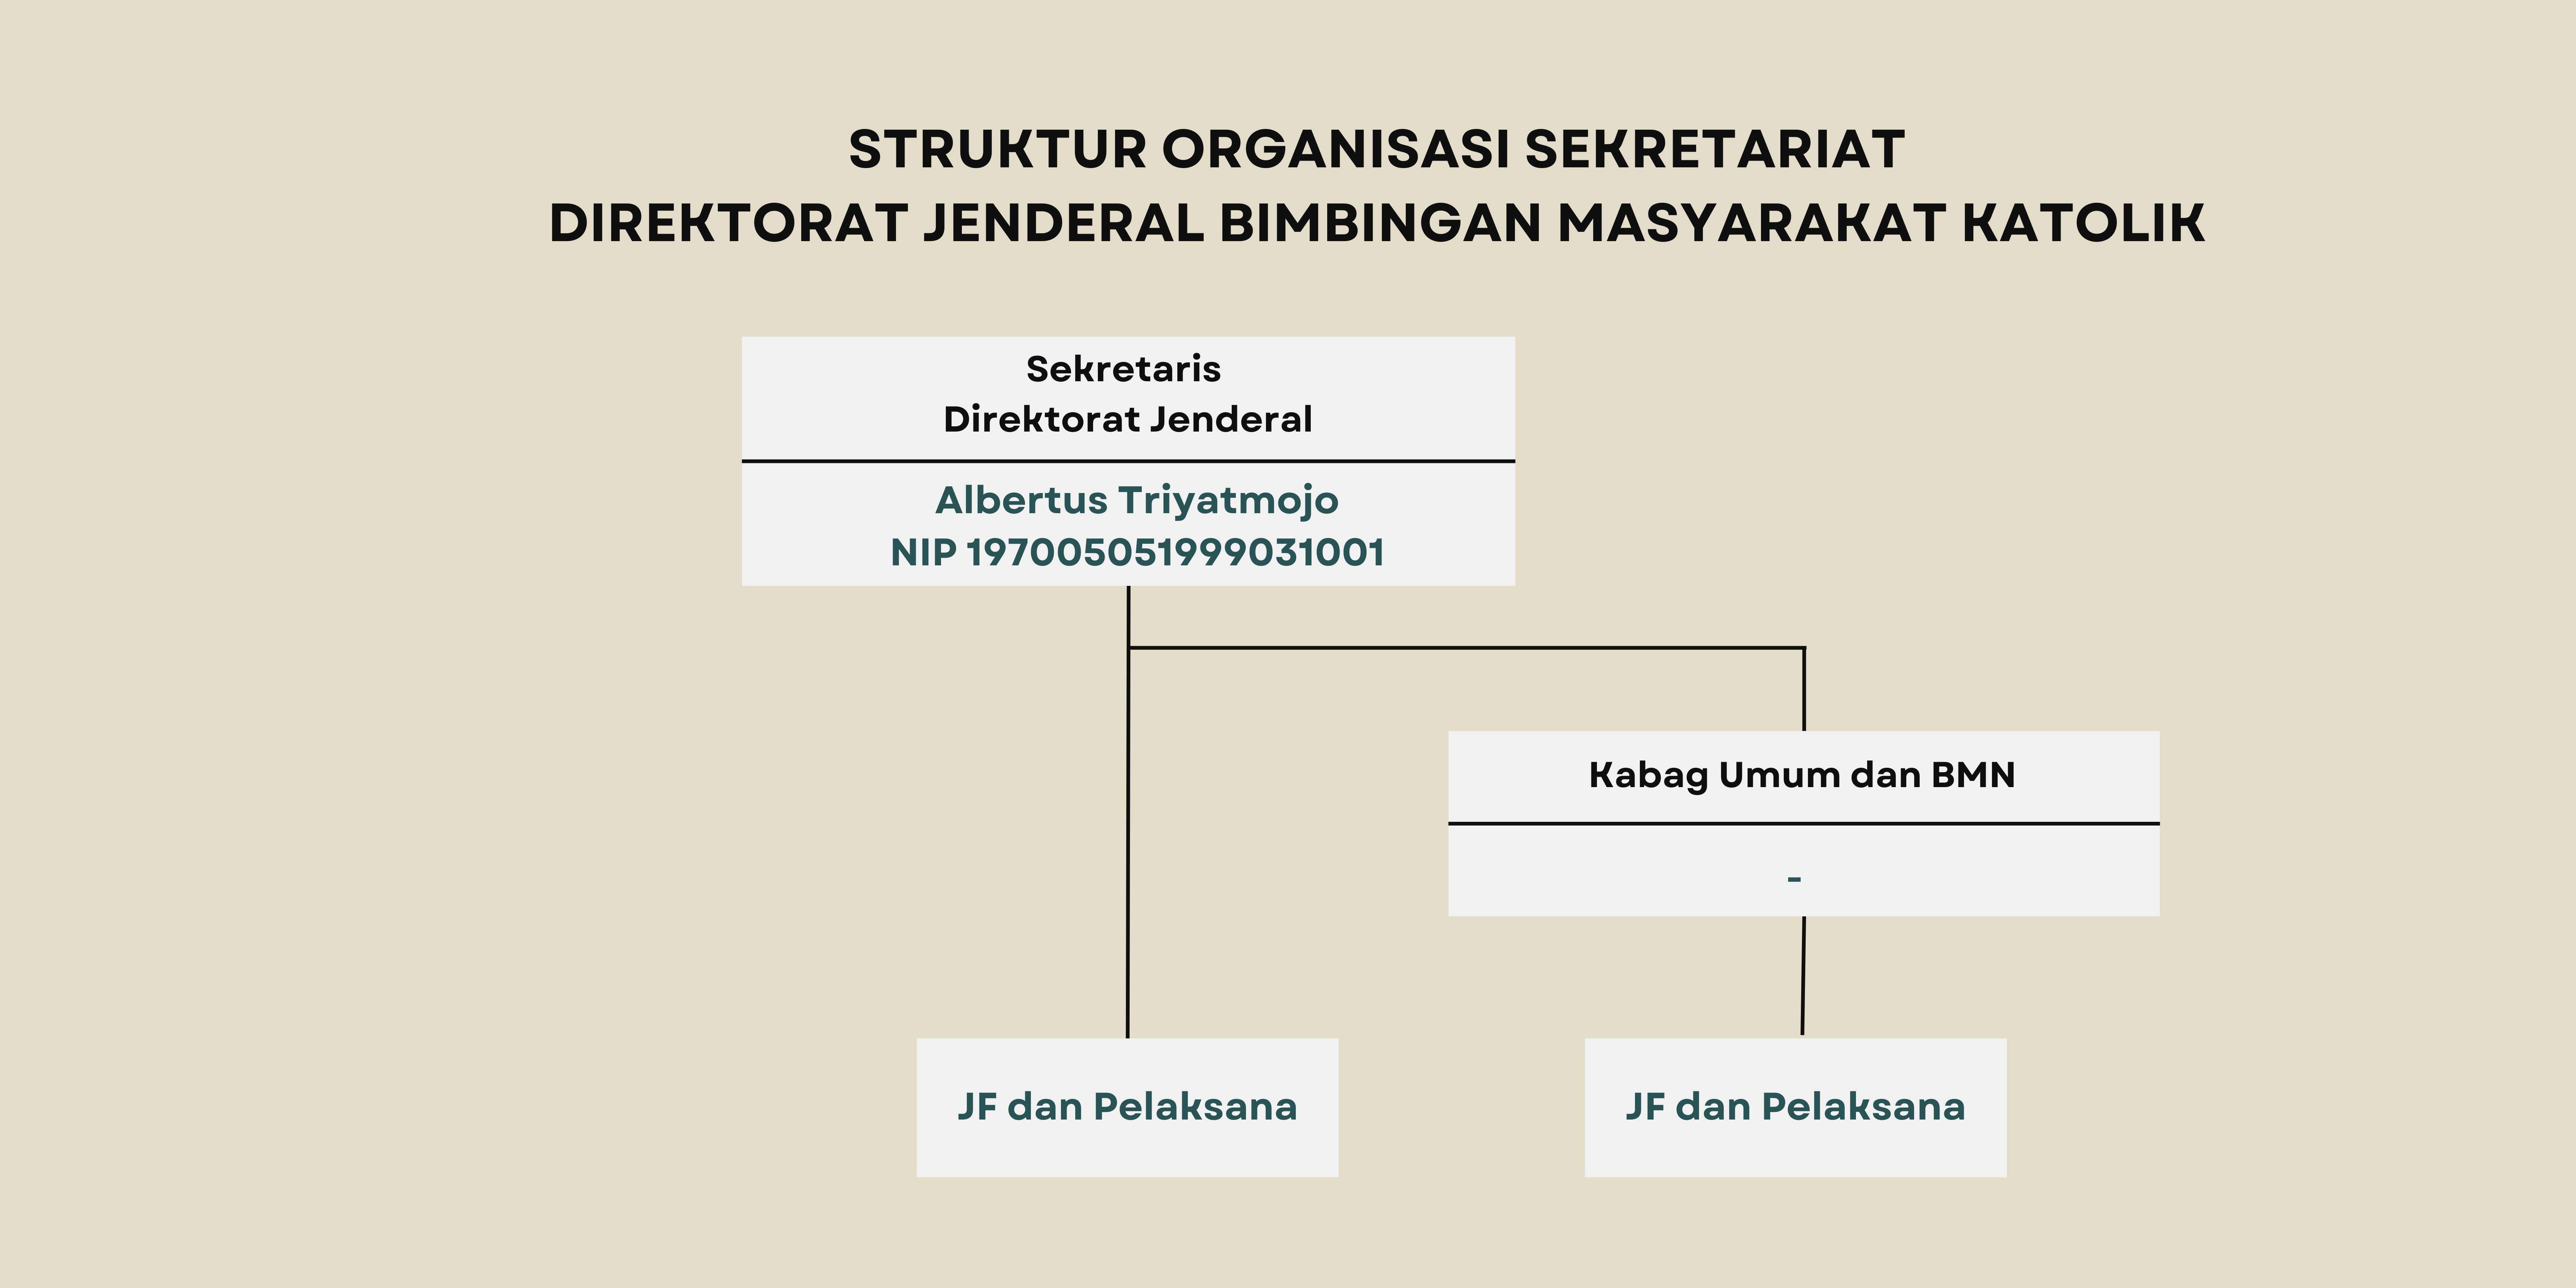 STRUKTUR ORGANISASI SEKRETARIAT
DIREKTORAT JENDERAL BIMBINGAN MASYARAKAT KATOLIK
Sekretaris
Direktorat Jenderal
Albertus Triyatmojo
NIP 197005051999031001
Kabag Umum dan BMN
-
JF dan Pelaksana
JF dan Pelaksana